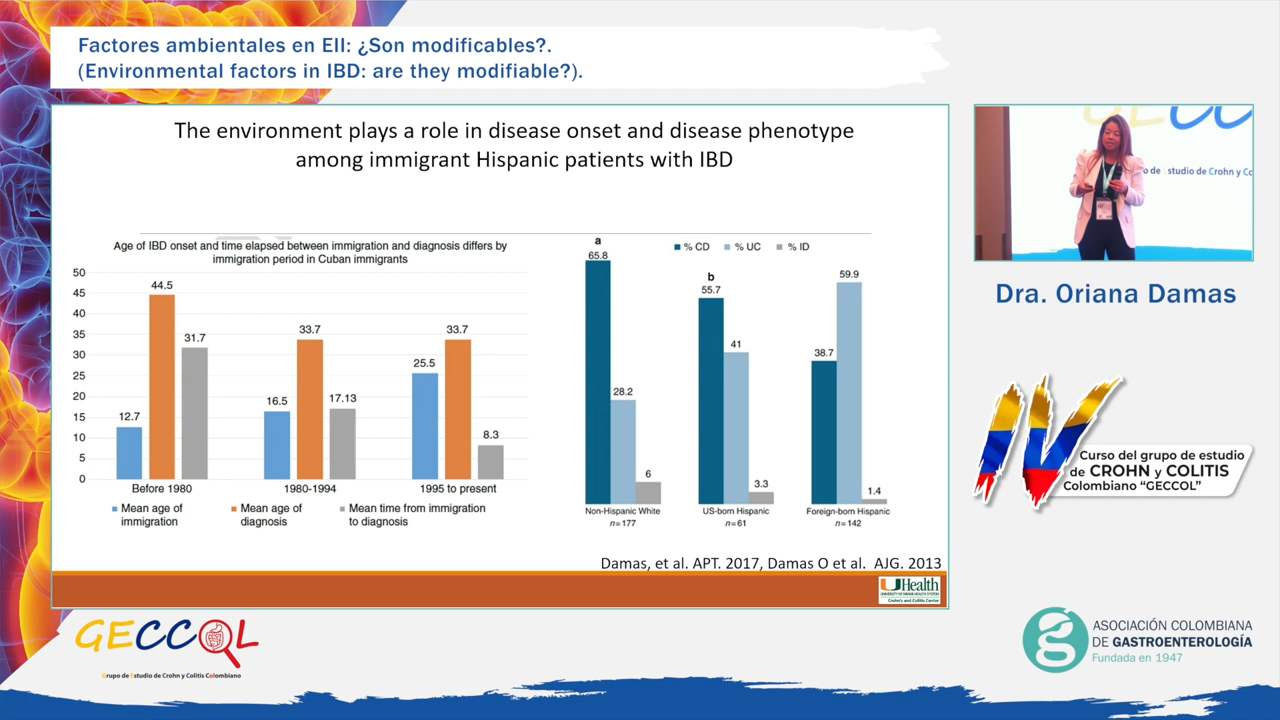 Factores ambientales en EII: ¿Son modificables?.
(Environmental factors in IBD: are they modifiable?).
The environment plays a role in disease onset and disease phenotype
among immigrant Hispanic patients with IBD
Age of IBD onset and time elapsed between immigration and diagnosis differs by
immigration period in Cuban immigrants
50
45
40
35
30
25
20
15
10
5
0
12.7
44.5
31.7
16.5
33.7
17.13
25.5
33.7
8.3
Before 1980
1980-1994
1995 to present
Mean age of
immigration
Mean age of
diagnosis
Mean time from immigration
to diagnosis
% CD
% UC
% ID
a
65.8
28.2
6
b
55.7
41
3.3
38.7
59.9
1.4
Non-Hispanic White
n=177
US-born Hispanic
n=61
Foreign-born Hispanic
n=142
Damas, et al. APT. 2017, Damas O et al. AJG. 2013
UHealth
UNIVERSITY OF MIAMI HEALTH SYSTEM
Crohn's and Colitis Center
o de Estudio de Crohn y Co
Dra. Oriana Damas
IV
Curso del grupo de estudio
de CROHN y COLITIS
Colombiano "GECCOL"
GECCOL
Grupo de Estudio de Crohn y Colitis Colombiano
ASOCIACIÓN COLOMBIANA
DE GASTROENTEROLOGÍA
Fundada en 1947